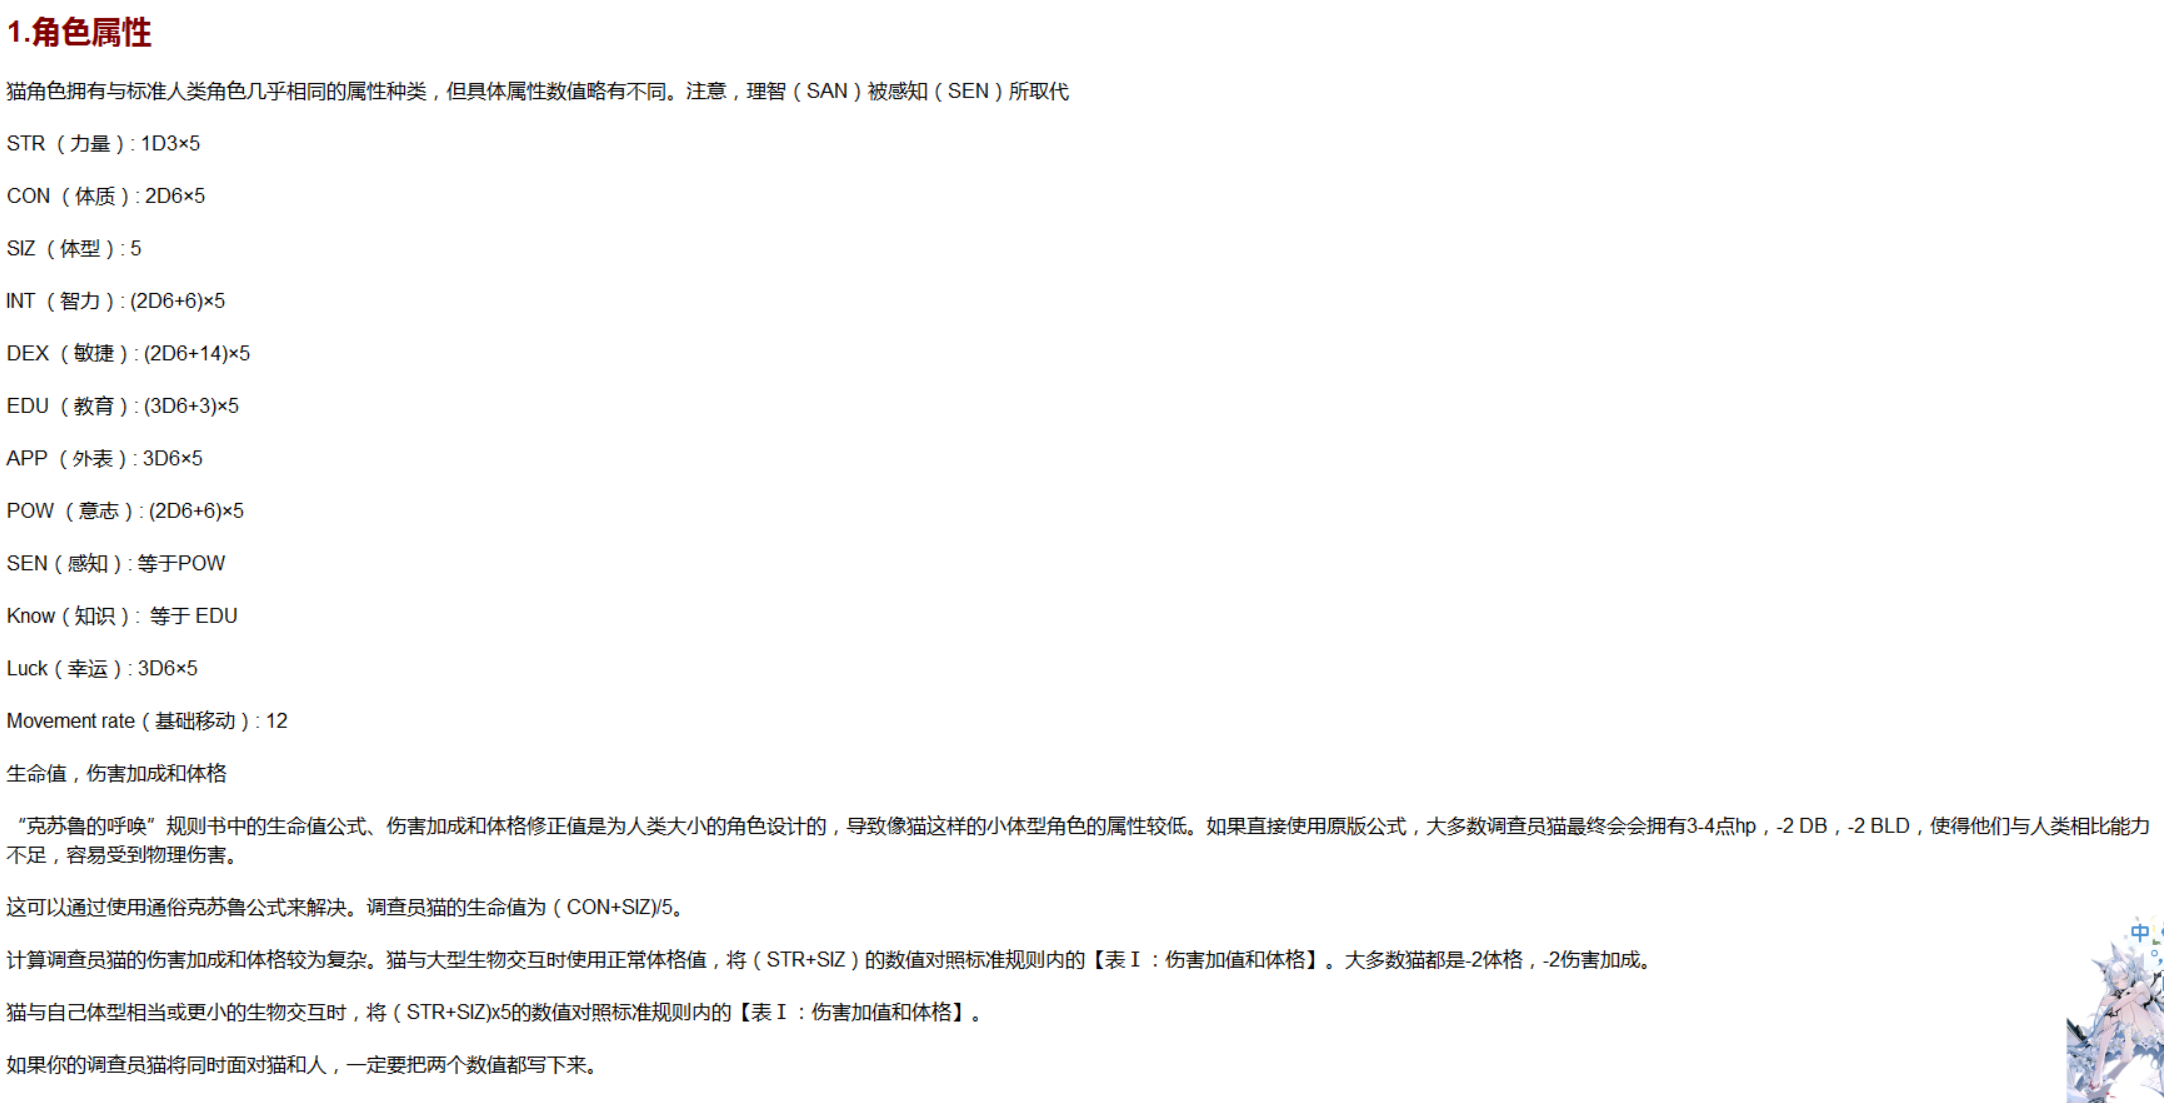 1.角色属性
猫角色拥有与标准人类角色几乎相同的属性种类，但具体属性数值略有不同。注意，理智（SAN）被感知（SEN）所取代
STR （力量）: 1D3×5
CON （体质）: 2D6×5
SIZ （体型）: 5
INT （智力）: (2D6+6)×5
DEX （敏捷）: (2D6+14)×5
EDU （教育）: (3D6+3)×5
APP （外表）: 3D6×5
POW （意志）: (2D6+6)×5
SEN（感知）: 等于POW
Know（知识）: 等于 EDU
Luck（幸运）: 3D6×5
Movement rate（基础移动）: 12
生命值，伤害加成和体格
“克苏鲁的呼唤”规则书中的生命值公式、伤害加成和体格修正值是为人类大小的角色设计的，导致像猫这样的小体型角色的属性较低。如果直接使用原版公式，大多数调查员猫最终会会拥有3-4点hp，-2 DB，-2 BLD，使得他们与人类相比能力
不足，容易受到物理伤害。
这可以通过使用通俗克苏鲁公式来解决。调查员猫的生命值为（CON+SIZ)/5。
计算调查员猫的伤害加成和体格较为复杂。猫与大型生物交互时使用正常体格值，将（STR+SIZ）的数值对照标准规则内的【表Ⅰ：伤害加值和体格】。大多数猫都是-2体格，-2伤害加成。
猫与自己体型相当或更小的生物交互时，将（STR+SIZ)x5的数值对照标准规则内的【表Ⅰ：伤害加值和体格】。
如果你的调查员猫将同时面对猫和人，一定要把两个数值都写下来。
中